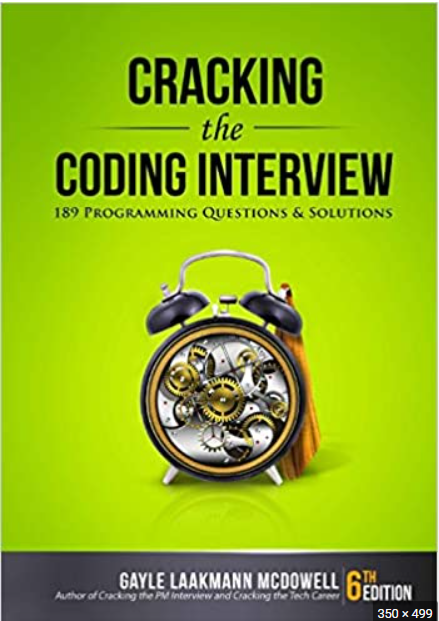 CRACKING
the
CODING INTERVIEW
189 PROGRAMMING QUESTIONS & SOLUTIONS
GAYLE LAAKMANN MCDOWELL
Author of Cracking the PM Interview and Cracking the Tech Career
6TH EDITION
350 × 499